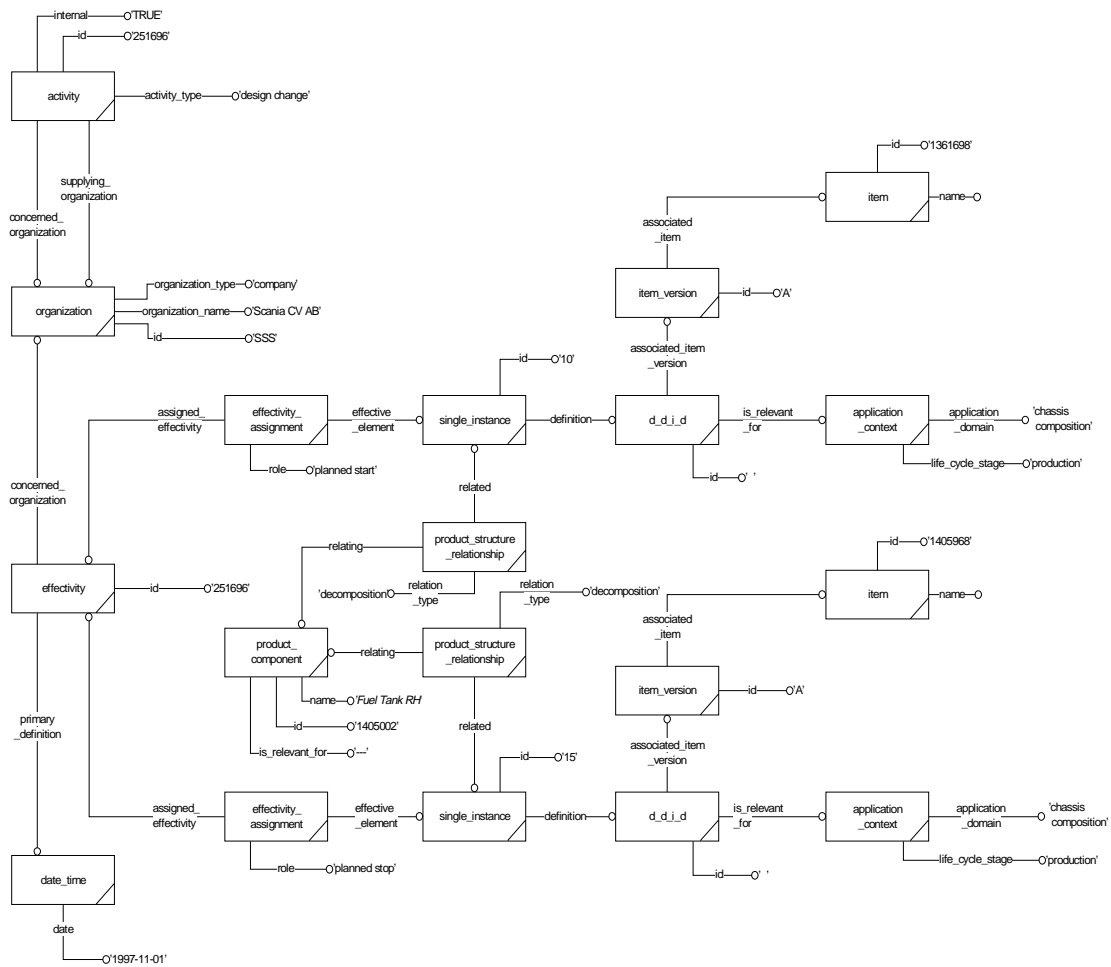 internal
'TRUE'
id
'251696'
activity
activity_type
'design change'
id
'1361698'
item
name
supplying_
organization
concerned_
organization
associated
_item
organization_type
'company'
organization
organization_name
'Scania CV AB'
id
'SSS'
item_version
id
'A'
associated_item
_version
id
'10'
assigned_
effectivity
effectivity_
assignment
effective
_element
single_instance
definition
d_d_i_d
is_relevant
_for
application
_context
application
_domain
'chassis
composition'
role
'planned start'
life_cycle_stage
'production'
id
' '
concerned_
organization
related
product_structure
_relationship
relating
id
'1405968'
effectivity
id
'251696'
'decomposition'
relation
_type
relation
_type
'decomposition'
item
name
associated
_item
product_
component
relating
product_structure
_relationship
item_version
id
'A'
name
'Fuel Tank RH'
id
'1405002'
is_relevant_for
'---'
primary
_definition
related
associated_item
_version
id
'15'
assigned_
effectivity
effectivity_
assignment
effective
_element
single_instance
definition
d_d_i_d
is_relevant
_for
application
_context
application
_domain
'chassis
composition'
role
'planned stop'
life_cycle_stage
'production'
id
' '
date_time
date
'1997-11-01'